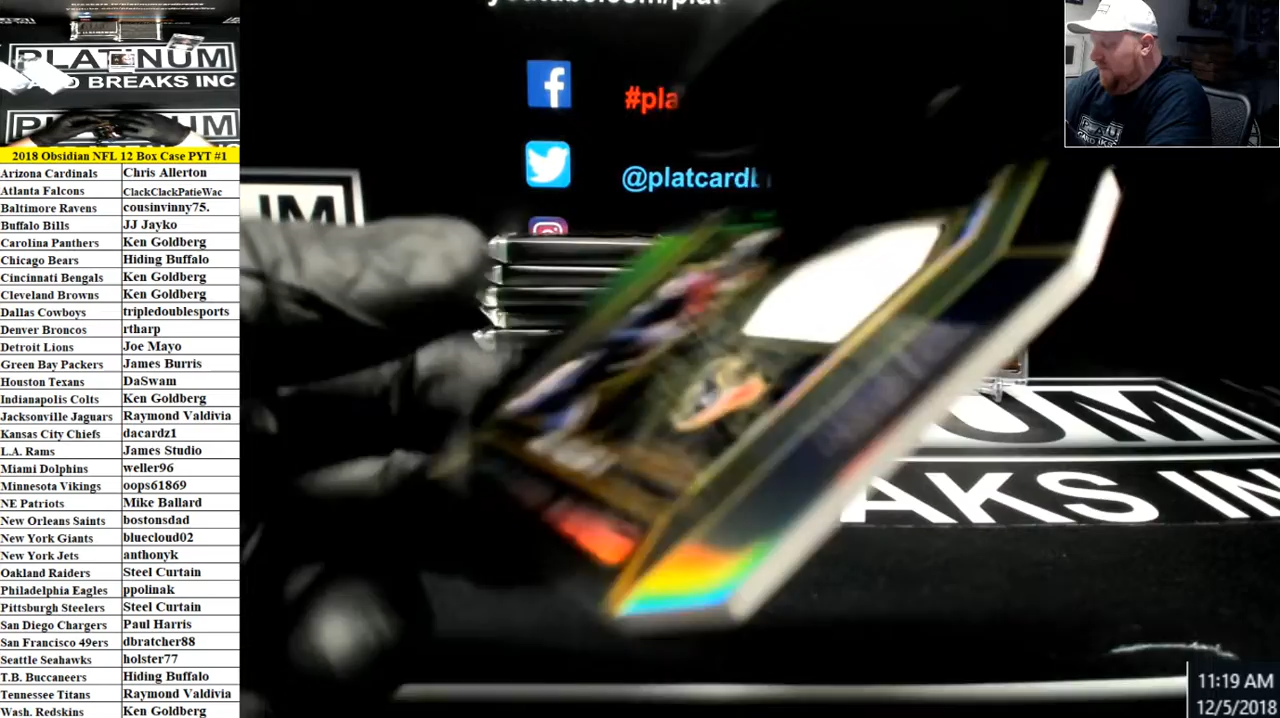 PLATINUM
CARD BREAKS INC
UM
2018 Obsidian NFL 12 Box Case PYT #1
Arizona Cardinals Chris Allerton
Atlanta Falcons ClackClackPatieWac
Baltimore Ravens cousinvinny75.
Buffalo Bills JJ Jayko
Carolina Panthers Ken Goldberg
Chicago Bears Hiding Buffalo
Cincinnati Bengals Ken Goldberg
Cleveland Browns Ken Goldberg
Dallas Cowboys tripledoublesports
Denver Broncos rtharp
Detroit Lions Joe Mayo
Green Bay Packers James Burris
Houston Texans DaSwam
Indianapolis Colts Ken Goldberg
Jacksonville Jaguars Raymond Valdivia
Kansas City Chiefs dacardz1
L.A. Rams James Studio
Miami Dolphins weller96
Minnesota Vikings oops61869
NE Patriots Mike Ballard
New Orleans Saints bostonsdad
New York Giants bluecloud02
New York Jets anthonyk
Oakland Raiders Steel Curtain
Philadelphia Eagles ppolinak
Pittsburgh Steelers Steel Curtain
San Diego Chargers Paul Harris
San Francisco 49ers dbratcher88
Seattle Seahawks holster77
T.B. Buccaneers Hiding Buffalo
Tennessee Titans Raymond Valdivia
Wash. Redskins Ken Goldberg
youtube.com/plat
#pla
@platcardb
IM
UM
AKS IN
11:19 AM
12/5/2018